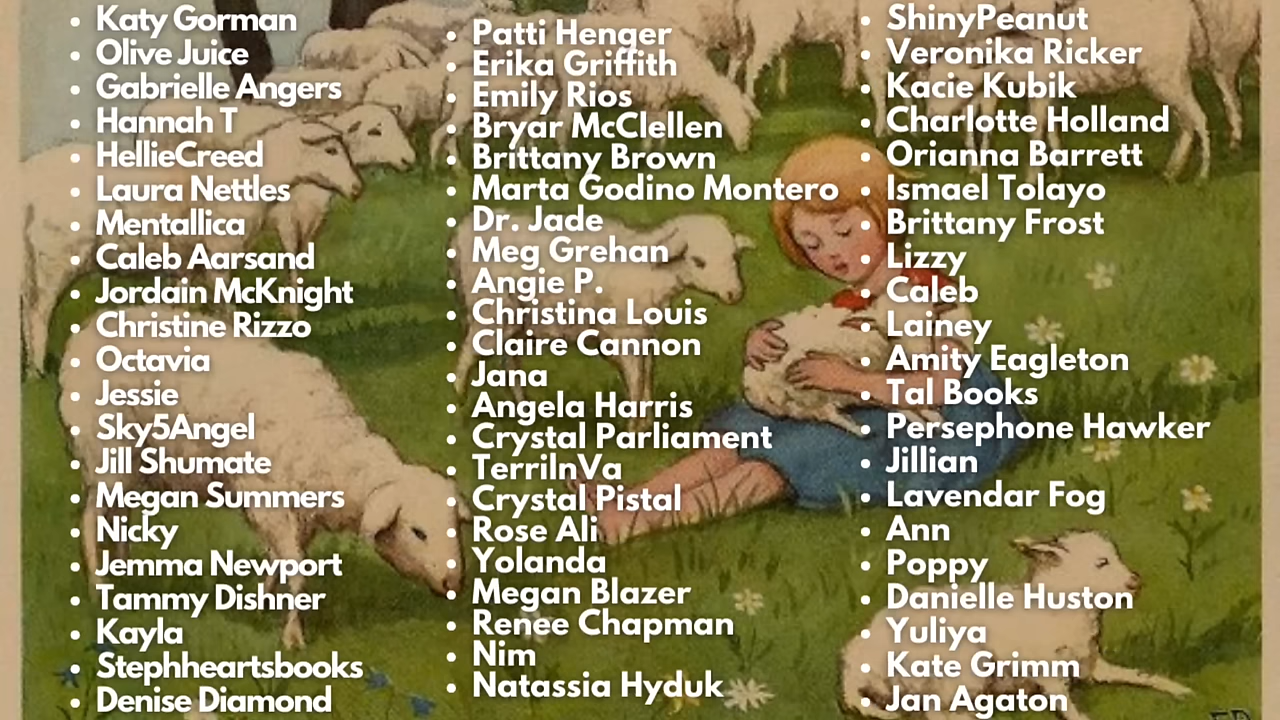 • Katy Gorman
• Olive Juice
• Gabrielle Angers
• Hannah T
• HellieCreed
• Laura Nettles
• Mentallica
• Caleb Aarsand
• Jordain McKnight
• Christine Rizzo
• Octavia
• Jessie
• Sky5Angel
• Jill Shumate
• Megan Summers
• Nicky
• Jemma Newport
• Tammy Dishner
• Kayla
• Stephheartsbooks
• Denise Diamond
• Patti Henger
• Erika Griffith
• Emily Rios
• Bryar McClellen
• Brittany Brown
• Marta Godino Montero
• Dr. Jade
• Meg Grehan
• Angie P.
• Christina Louis
• Claire Cannon
• Jana
• Angela Harris
• Crystal Parliament
• TerriInVa
• Crystal Pistal
• Rose Ali
• Yolanda
• Megan Blazer
• Renee Chapman
• Nim
• Natassia Hyduk
• ShinyPeanut
• Veronika Ricker
• Kacie Kubik
• Charlotte Holland
• Orianna Barrett
• Ismael Tolayo
• Brittany Frost
• Lizzy
• Caleb
• Lainey
• Amity Eagleton
• Tal Books
• Persephone Hawker
• Jillian
• Lavendar Fog
• Ann
• Poppy
• Danielle Huston
• Yuliya
• Kate Grimm
• Jan Agaton